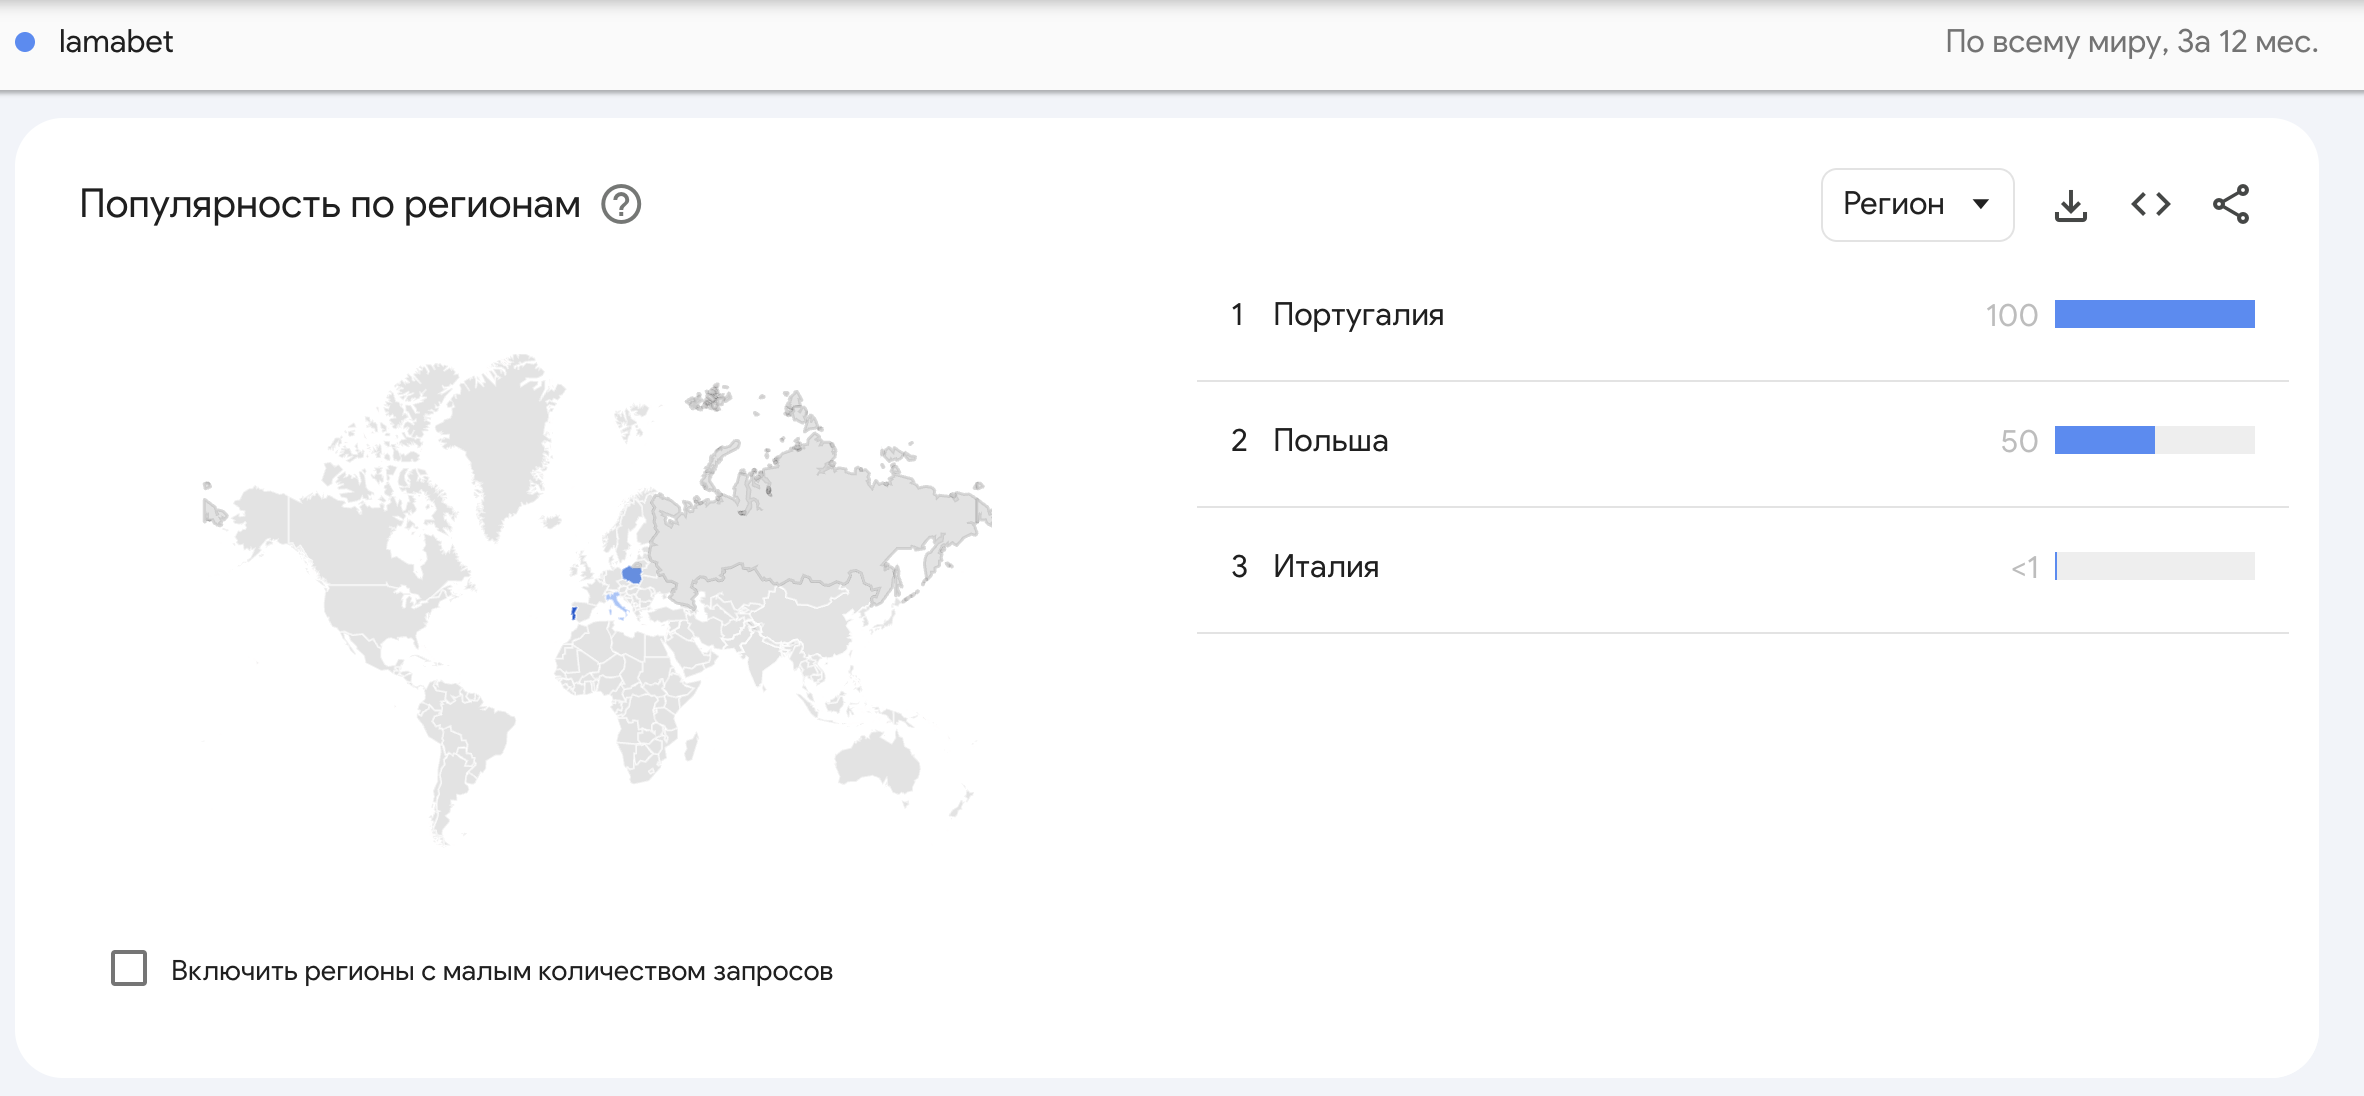 lamabet
По всему миру, За 12 мес.
Популярность по регионам ?
Регион
1 Португалия 100
2 Польша 50
3 Италия <1
Включить регионы с малым количеством запросов